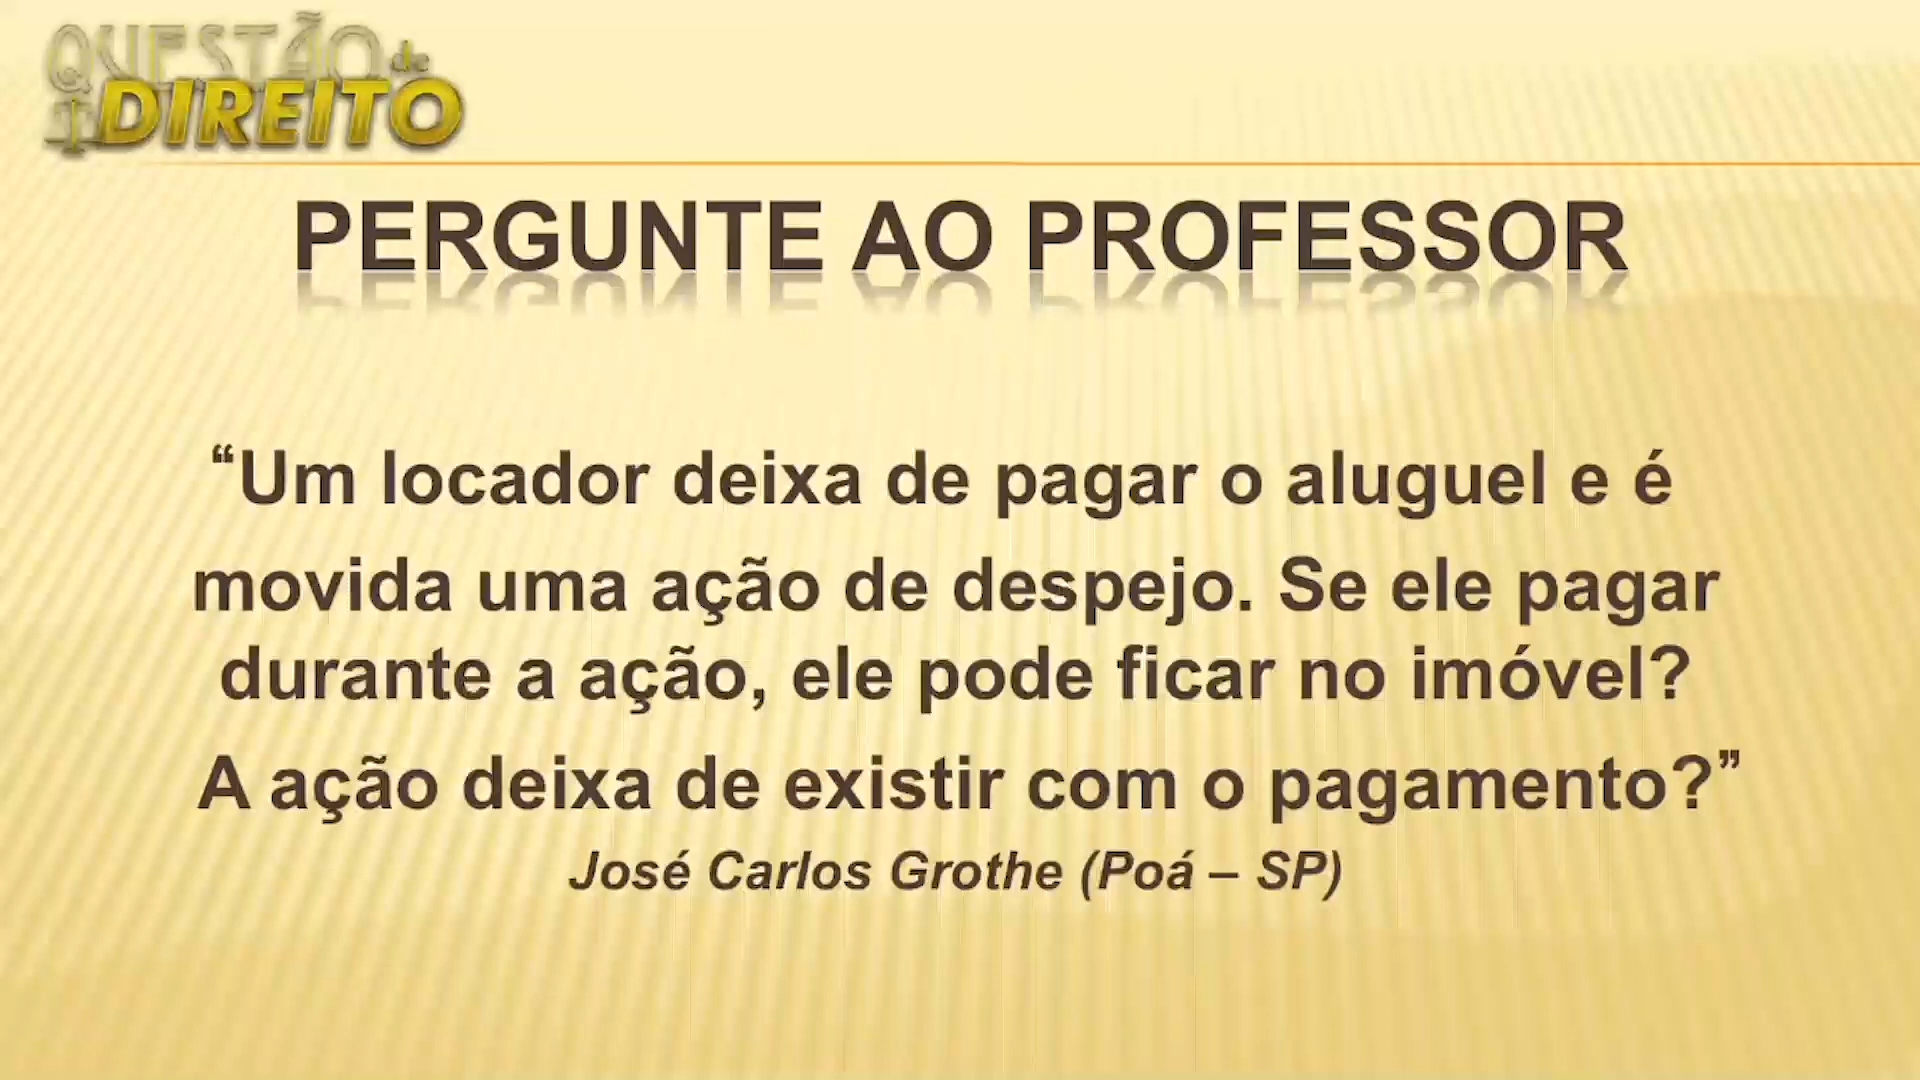 QUESTÃO de
DIREITO
PERGUNTE AO PROFESSOR
“Um locador deixa de pagar o aluguel e é
movida uma ação de despejo. Se ele pagar
durante a ação, ele pode ficar no imóvel?
A ação deixa de existir com o pagamento?”
José Carlos Grothe (Poá – SP)